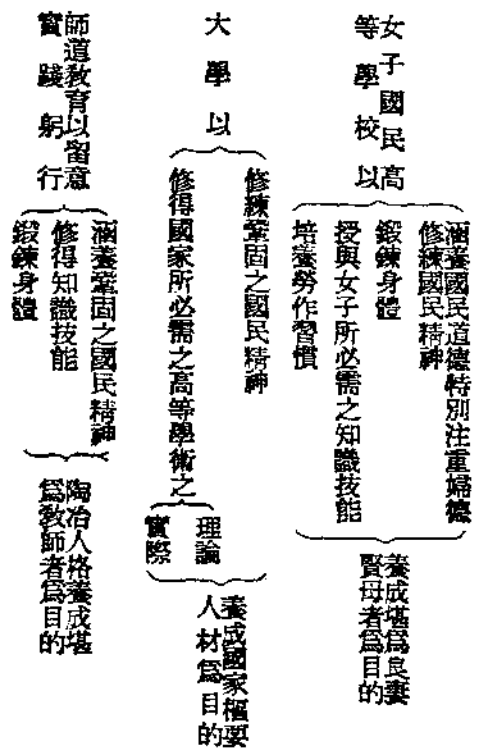 女子國民高
等學校以
涵養國民道德特別注重婦德
修練國民精神
鍛鍊身體
授與女子所必需之知識技能
培養勞作習慣
養成堪爲良妻
賢母者爲目的
大學以
修練鞏固之國民精神
修得國家所必需之高等學術之
理論
實際
養成國家樞要
人材爲目的
師道教育以留意
實踐躬行
涵養鞏固之國民精神
修得知識技能
鍛鍊身體
陶冶人格養成堪
爲教師者爲目的